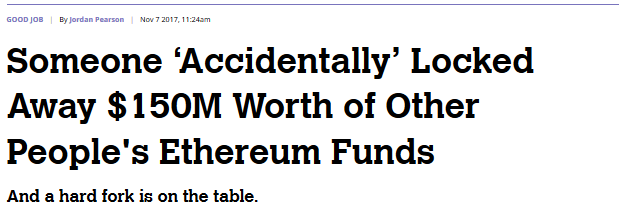 GOOD JOB | By Jordan Pearson | Nov 7 2017, 11:24am
Someone ‘Accidentally’ Locked
Away $150M Worth of Other
People's Ethereum Funds
And a hard fork is on the table.